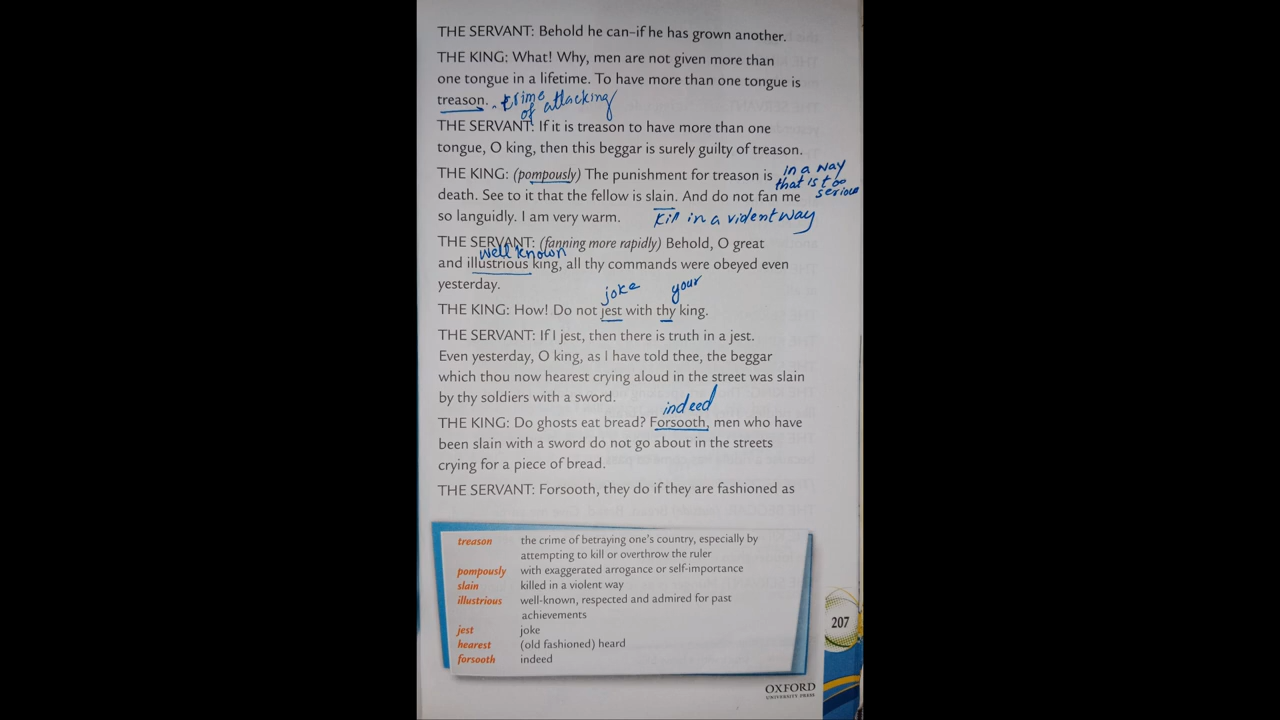 THE SERVANT: Behold he can–if he has grown another.
THE KING: What! Why, men are not given more than
one tongue in a lifetime. To have more than one tongue is
treason. crime of attacking
THE SERVANT: If it is treason to have more than one
tongue, O king, then this beggar is surely guilty of treason.
THE KING: (pompously) The punishment for treason is in a way that is too serious
death. See to it that the fellow is slain. And do not fan me
so languidly. I am very warm. Kill in a vident way
THE SERVANT: (fanning more rapidly) Behold, O great
well known
and illustrious king, all thy commands were obeyed even
yesterday.
joke your
THE KING: How! Do not jest with thy king.
THE SERVANT: If I jest, then there is truth in a jest.
Even yesterday, O king, as I have told thee, the beggar
which thou now hearest crying aloud in the street was slain
by thy soldiers with a sword.
indeed
THE KING: Do ghosts eat bread? Forsooth, men who have
been slain with a sword do not go about in the streets
crying for a piece of bread.
THE SERVANT: Forsooth, they do if they are fashioned as
treason the crime of betraying one's country, especially by
attempting to kill or overthrow the ruler
pompously with exaggerated arrogance or self-importance
slain killed in a violent way
illustrious well-known, respected and admired for past
achievements
jest joke
hearest (old fashioned) heard
forsooth indeed
207
OXFORD
UNIVERSITY PRESS